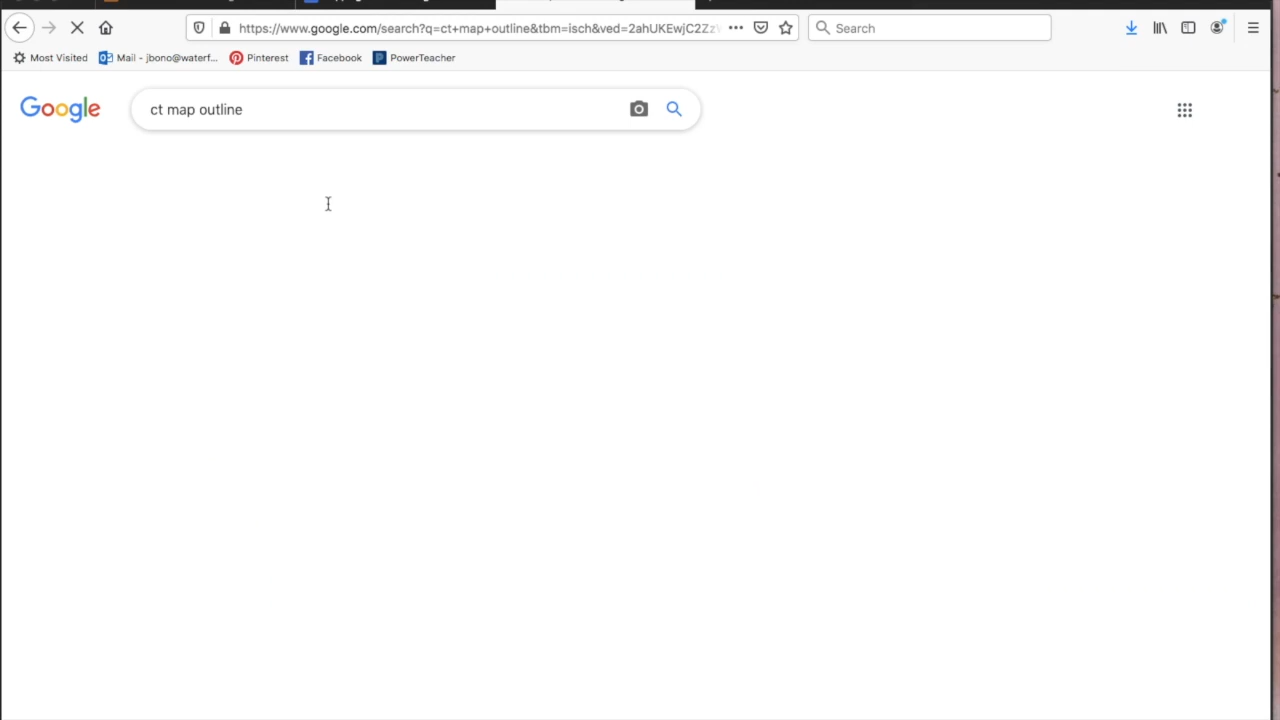 https://www.google.com/search?q=ct+map+outline&tbm=isch&ved=2ahUKEwjC2Zz
Search
Most Visited
Mail - jbono@waterf...
Pinterest
Facebook
PowerTeacher
Google
ct map outline